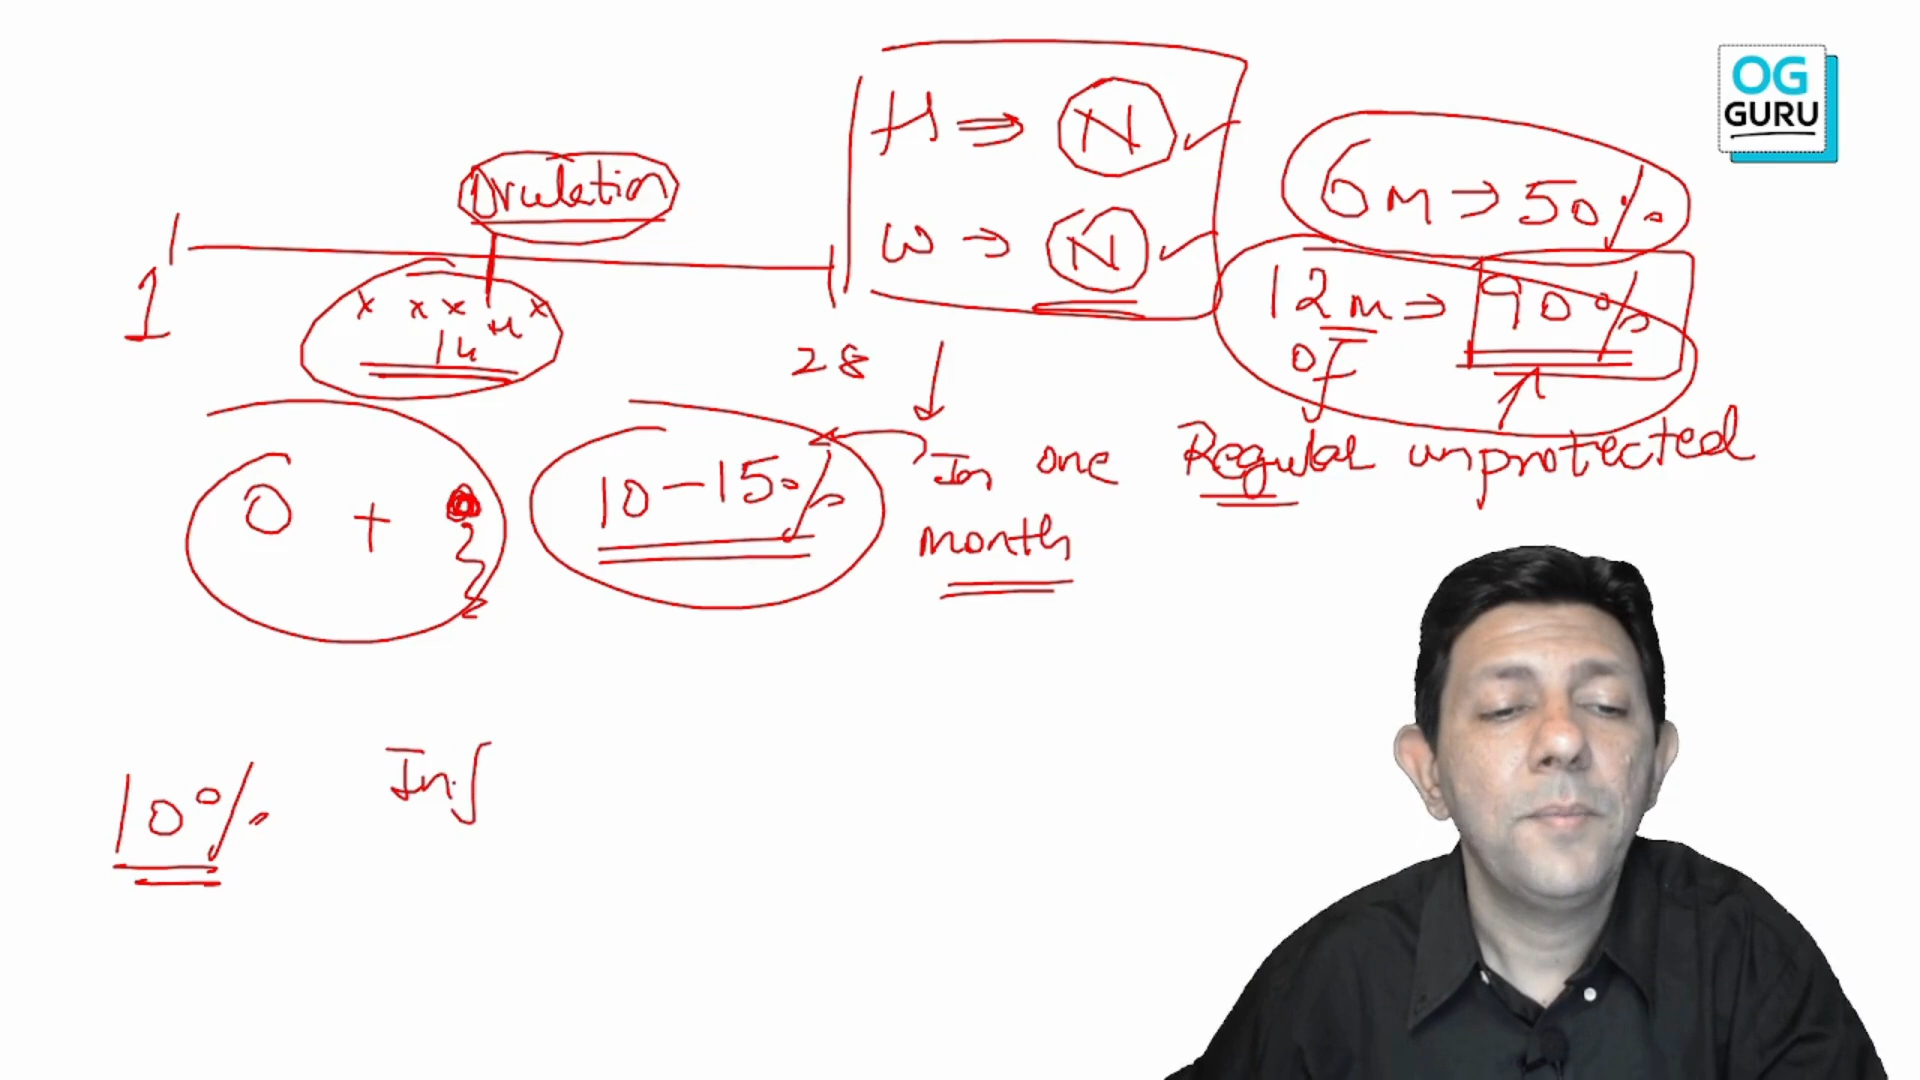 OG
GURU
Ovulation
1
x x x x
14th
28
H ⇒ N ✓
W → N ✓
6m → 50%
12m ⇒ 90%
of
Regular unprotected
O +
10-15%
In one
month
10%
Inf